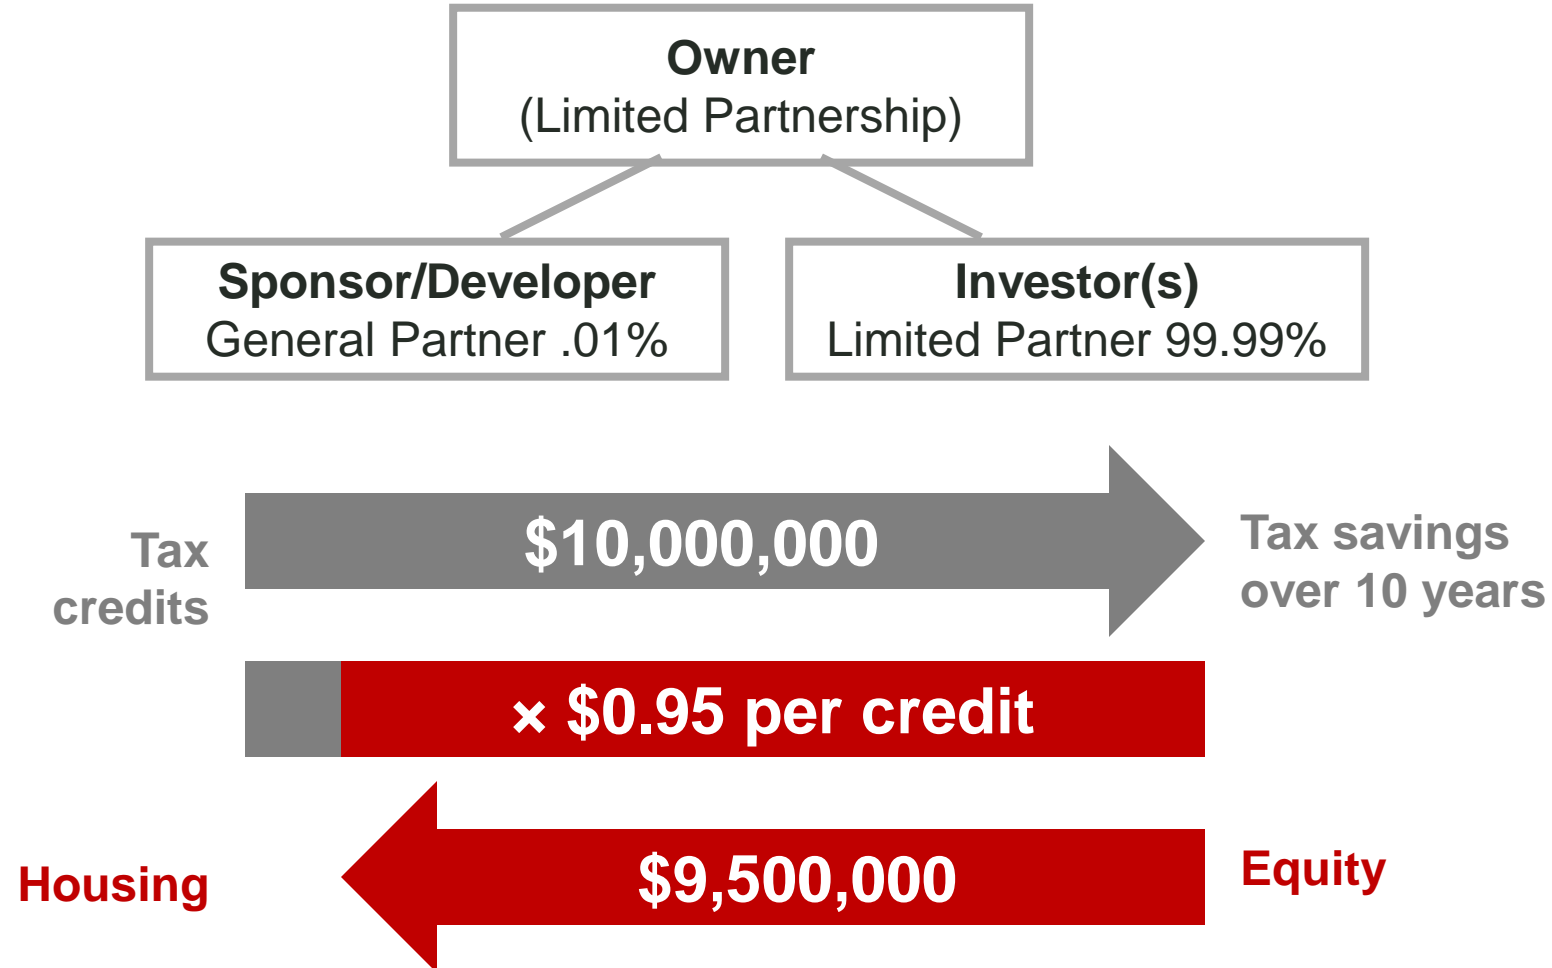 Owner
(Limited Partnership)
Sponsor/Developer
General Partner .01%
Investor(s)
Limited Partner 99.99%
Tax
credits
$10,000,000
Tax savings
over 10 years
× $0.95 per credit
Housing
$9,500,000
Equity